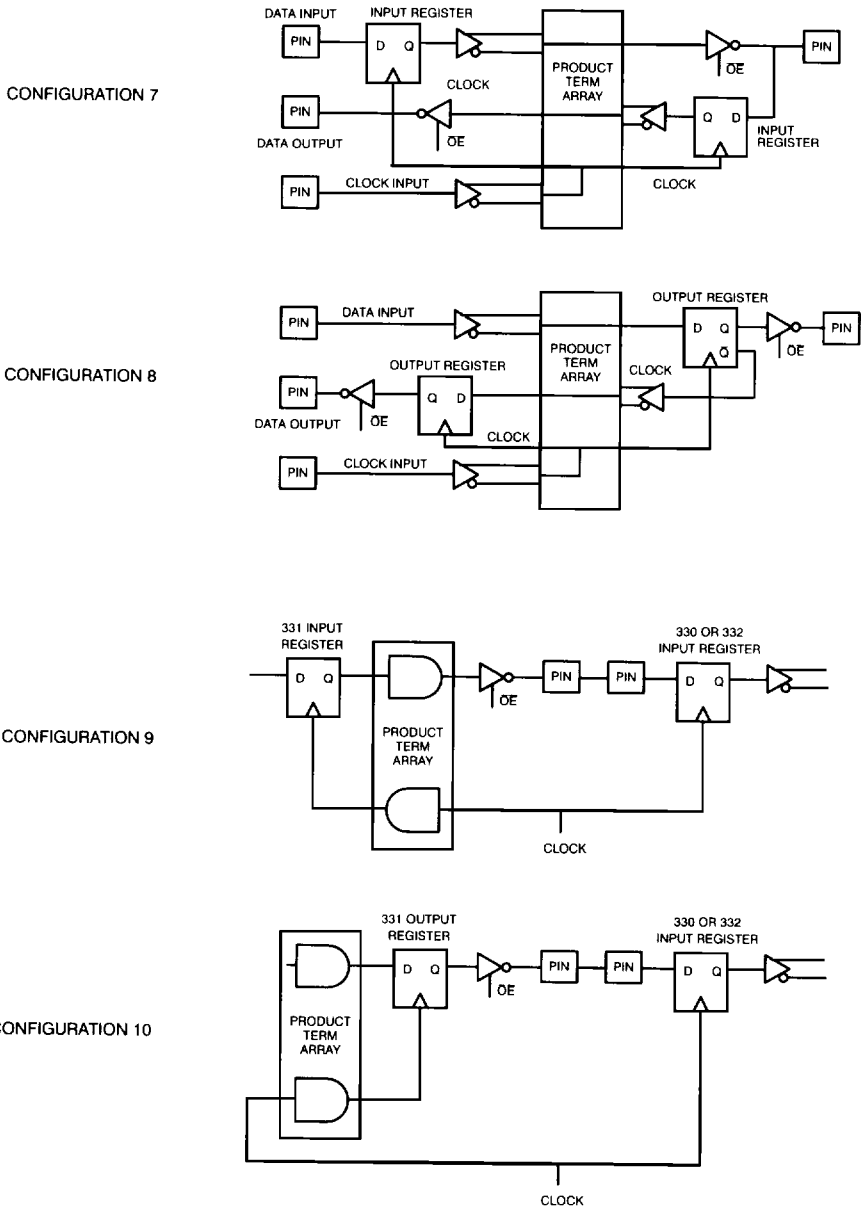 DATA INPUT
INPUT REGISTER
PIN
D Q
PRODUCT
TERM
ARRAY
OE
PIN
CONFIGURATION 7
CLOCK
PIN
DATA OUTPUT
OE
Q D
INPUT
REGISTER
PIN
CLOCK INPUT
CLOCK
OUTPUT REGISTER
PIN
DATA INPUT
D Q
Q
PRODUCT
TERM
ARRAY
OE
PIN
CONFIGURATION 8
OUTPUT REGISTER
CLOCK
PIN
DATA OUTPUT
OE
Q D
CLOCK
PIN
CLOCK INPUT
331 INPUT
REGISTER
330 OR 332
INPUT REGISTER
D Q
OE
PIN
PIN
D Q
CONFIGURATION 9
PRODUCT
TERM
ARRAY
CLOCK
331 OUTPUT
REGISTER
330 OR 332
INPUT REGISTER
D Q
OE
PIN
PIN
D Q
CONFIGURATION 10
PRODUCT
TERM
ARRAY
CLOCK